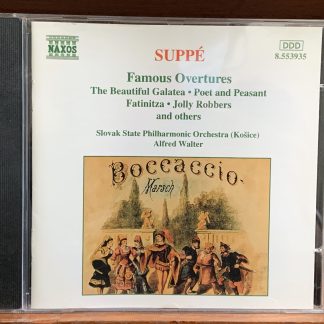 NAXOS
DDD
8.553935
SUPPÉ
Famous Overtures
The Beautiful Galatea • Poet and Peasant
Fatinitza • Jolly Robbers
and others
Slovak State Philharmonic Orchestra (Košice)
Alfred Walter
Boccaccio-
Marsch